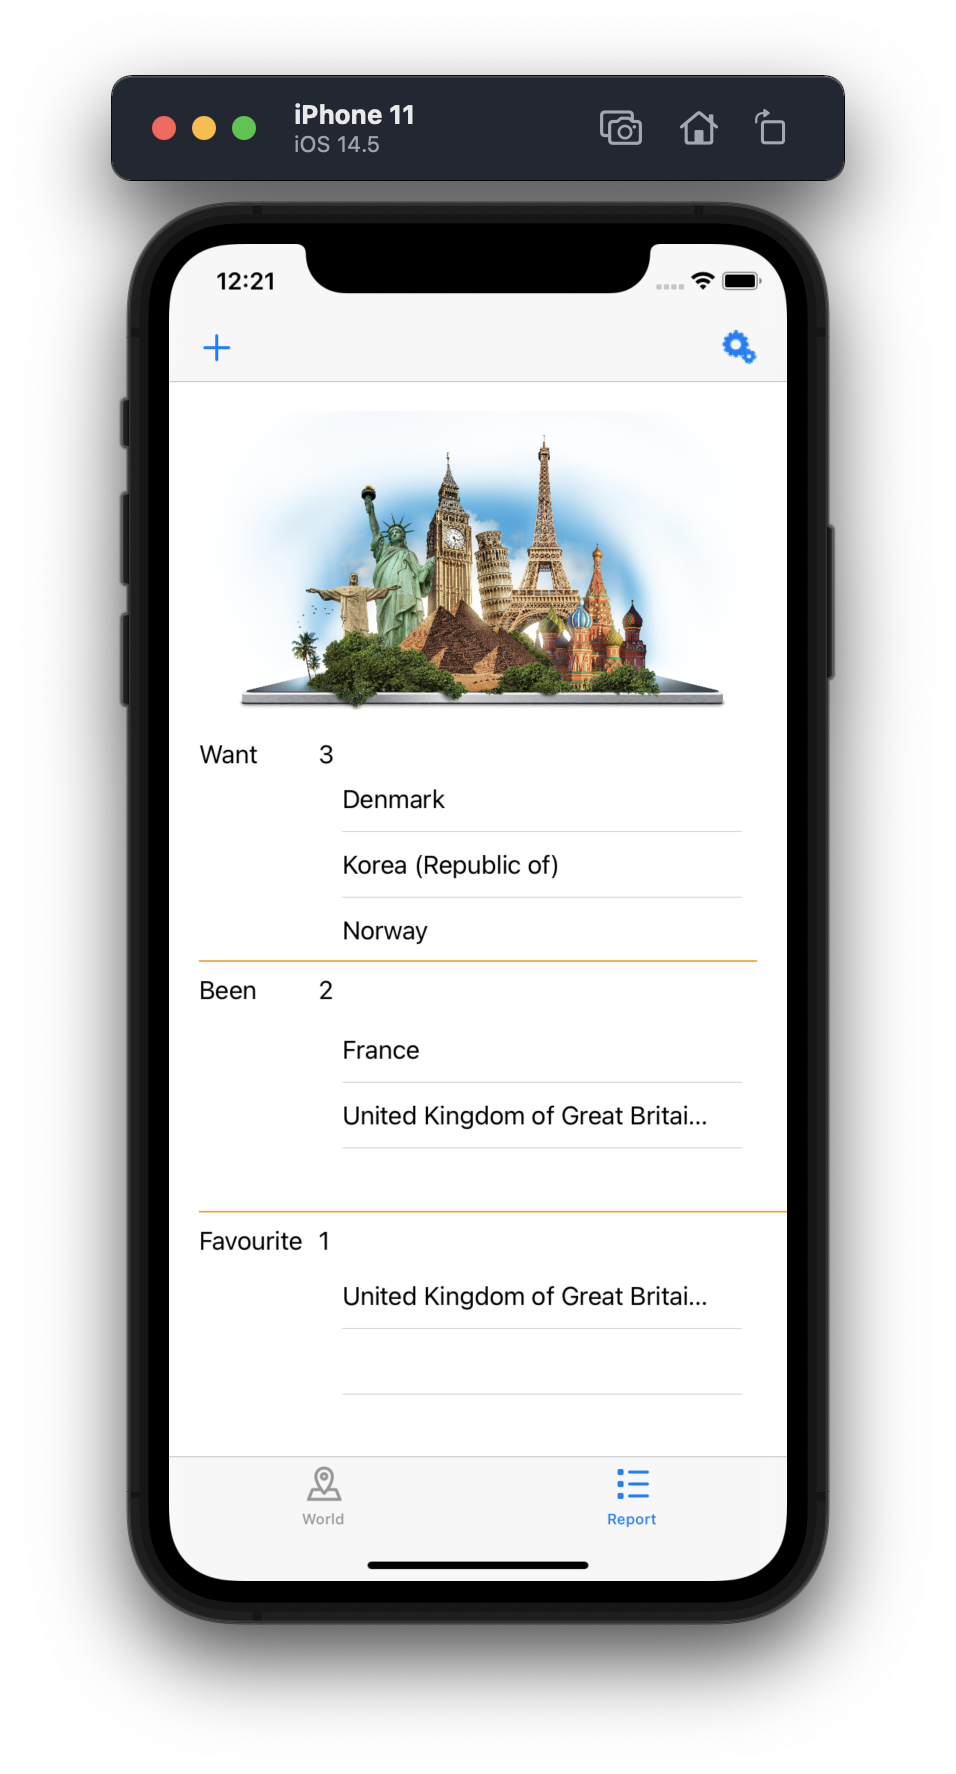 iPhone 11
iOS 14.5
12:21
Want 3
Denmark
Korea (Republic of)
Norway
Been 2
France
United Kingdom of Great Britai...
Favourite 1
United Kingdom of Great Britai...
World
Report